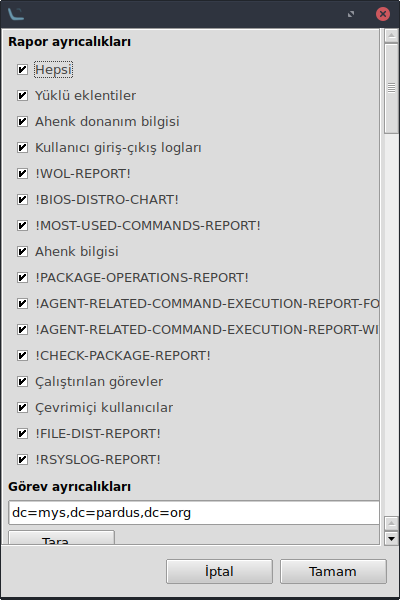 Rapor ayrıcalıkları
Hepsi
Yüklü eklentiler
Ahenk donanım bilgisi
Kullanıcı giriş-çıkış logları
!WOL-REPORT!
!BIOS-DISTRO-CHART!
!MOST-USED-COMMANDS-REPORT!
Ahenk bilgisi
!PACKAGE-OPERATIONS-REPORT!
!AGENT-RELATED-COMMAND-EXECUTION-REPORT-FO
!AGENT-RELATED-COMMAND-EXECUTION-REPORT-WI
!CHECK-PACKAGE-REPORT!
Çalıştırılan görevler
Çevrimiçi kullanıcılar
!FILE-DIST-REPORT!
!RSYSLOG-REPORT!
Görev ayrıcalıkları
dc=mys,dc=pardus,dc=org
Tara
İptal Tamam